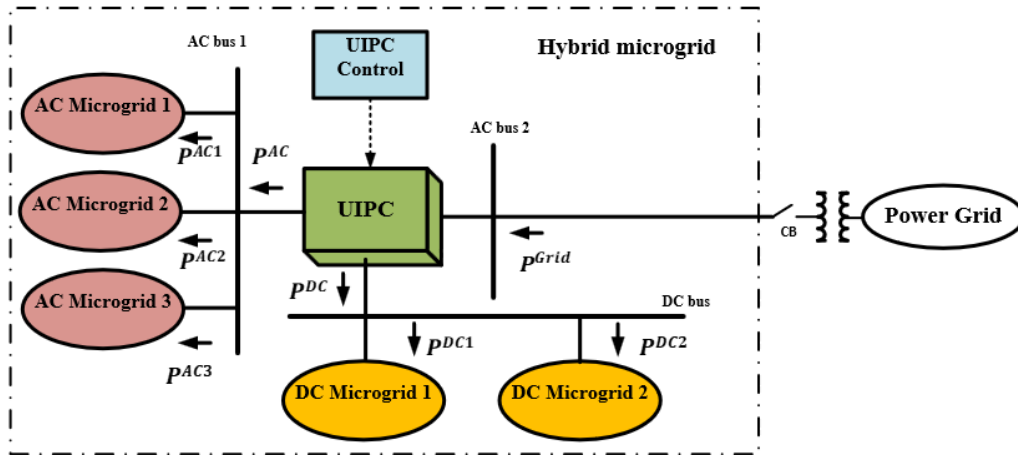 AC bus 1
UIPC
Control
Hybrid microgrid
AC Microgrid 1
P^{AC1}
P^{AC}
AC bus 2
AC Microgrid 2
UIPC
P^{AC2}
P^{Grid}
CB
Power Grid
AC Microgrid 3
P^{DC}
DC bus
P^{AC3}
P^{DC1}
P^{DC2}
DC Microgrid 1
DC Microgrid 2